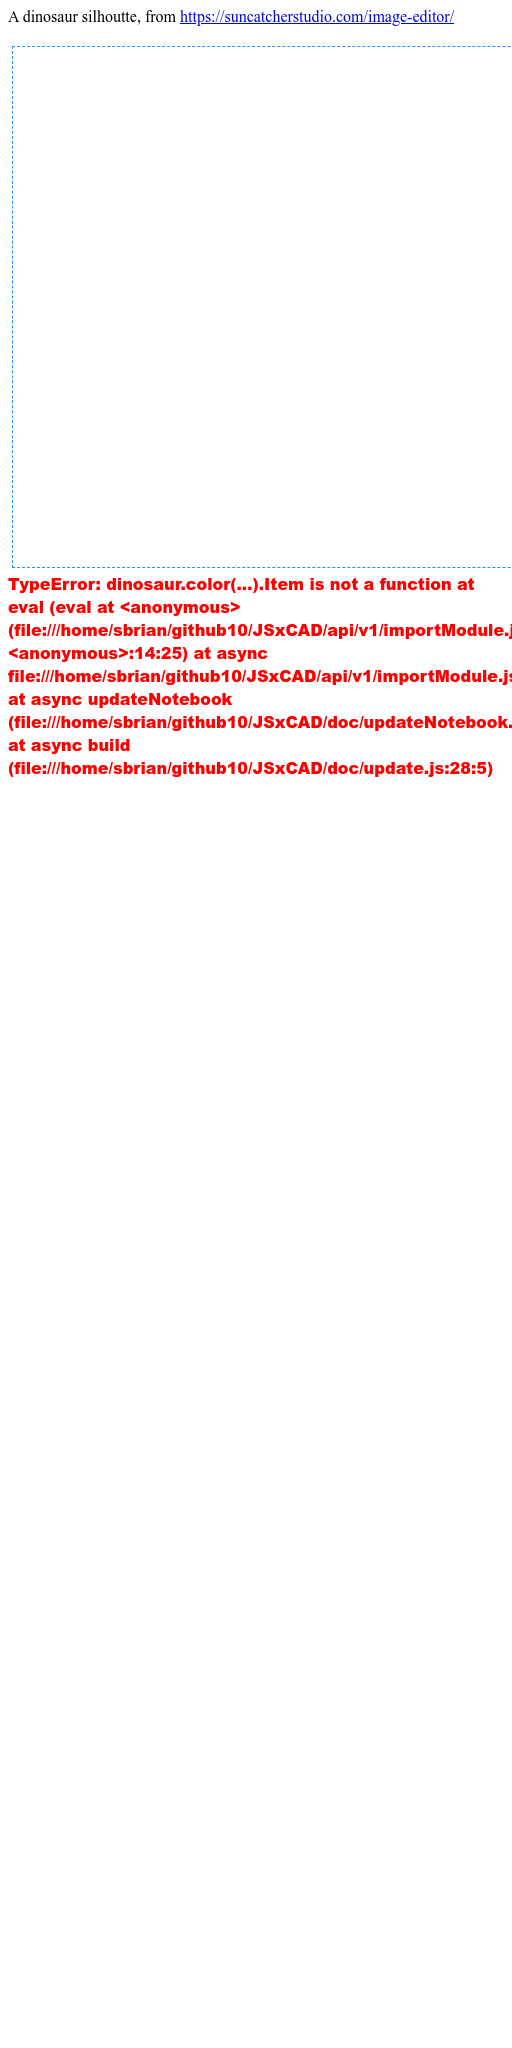 A dinosaur silhoutte, from https://suncatcherstudio.com/image-editor/
TypeError: dinosaur.color(...).Item is not a function at
eval (eval at <anonymous>
(file:///home/sbrian/github10/JSxCAD/api/v1/importModule.j
<anonymous>:14:25) at async
file:///home/sbrian/github10/JSxCAD/api/v1/importModule.js
at async updateNotebook
(file:///home/sbrian/github10/JSxCAD/doc/updateNotebook.
at async build
(file:///home/sbrian/github10/JSxCAD/doc/update.js:28:5)